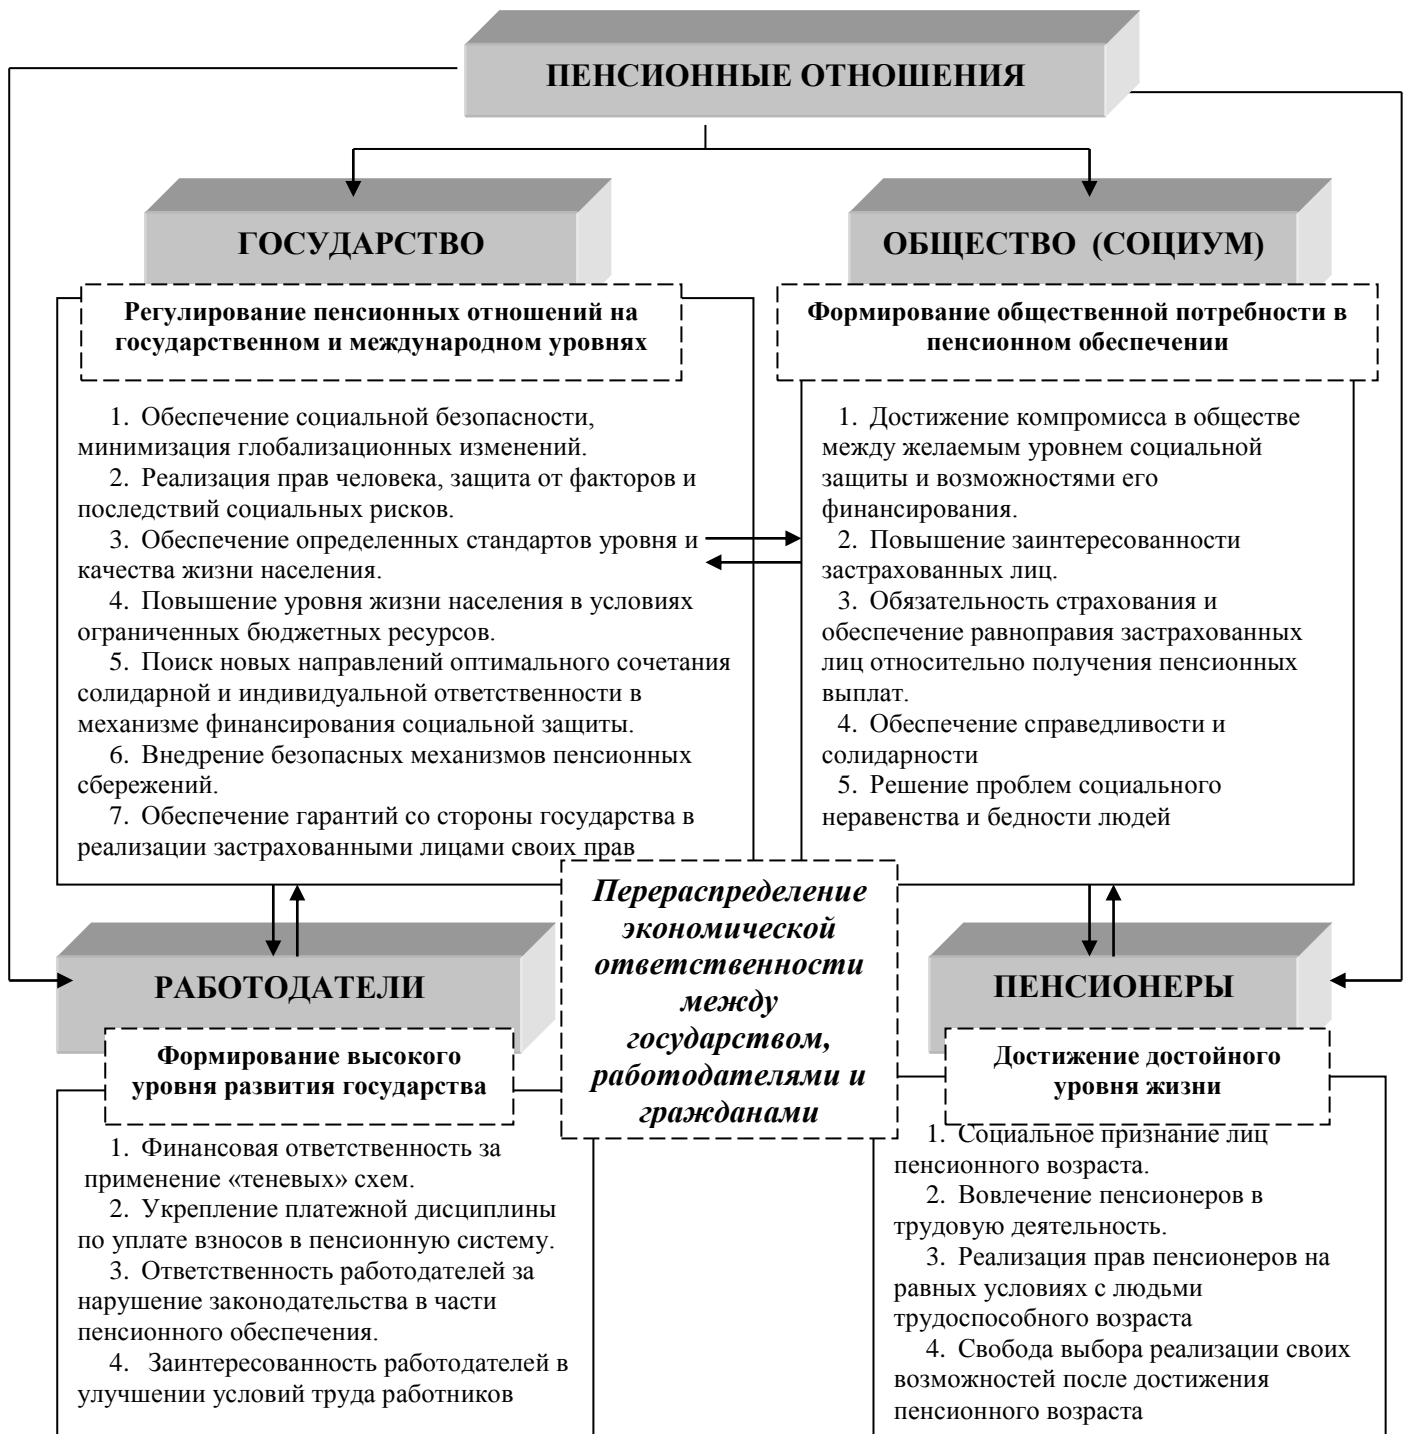 ПЕНСИОННЫЕ ОТНОШЕНИЯ
ГОСУДАРСТВО
Регулирование пенсионных отношений на
государственном и международном уровнях
1. Обеспечение социальной безопасности,
минимизация глобализационных изменений.
2. Реализация прав человека, защита от факторов и
последствий социальных рисков.
3. Обеспечение определенных стандартов уровня и
качества жизни населения.
4. Повышение уровня жизни населения в условиях
ограниченных бюджетных ресурсов.
5. Поиск новых направлений оптимального сочетания
солидарной и индивидуальной ответственности в
механизме финансирования социальной защиты.
6. Внедрение безопасных механизмов пенсионных
сбережений.
7. Обеспечение гарантий со стороны государства в
реализации застрахованными лицами своих прав
ОБЩЕСТВО (СОЦИУМ)
Формирование общественной потребности в
пенсионном обеспечении
1. Достижение компромисса в обществе
между желаемым уровнем социальной
защиты и возможностями его
финансирования.
2. Повышение заинтересованности
застрахованных лиц.
3. Обязательность страхования и
обеспечение равноправия застрахованных
лиц относительно получения пенсионных
выплат.
4. Обеспечение справедливости и
солидарности
5. Решение проблем социального
неравенства и бедности людей
Перераспределение
экономической
ответственности
между
государством,
работодателями и
гражданами
РАБОТОДАТЕЛИ
Формирование высокого
уровня развития государства
1. Финансовая ответственность за
применение «теневых» схем.
2. Укрепление платежной дисциплины
по уплате взносов в пенсионную систему.
3. Ответственность работодателей за
нарушение законодательства в части
пенсионного обеспечения.
4. Заинтересованность работодателей в
улучшении условий труда работников
ПЕНСИОНЕРЫ
Достижение достойного
уровня жизни
1. Социальное признание лиц
пенсионного возраста.
2. Вовлечение пенсионеров в
трудовую деятельность.
3. Реализация прав пенсионеров на
равных условиях с людьми
трудоспособного возраста
4. Свобода выбора реализации своих
возможностей после достижения
пенсионного возраста